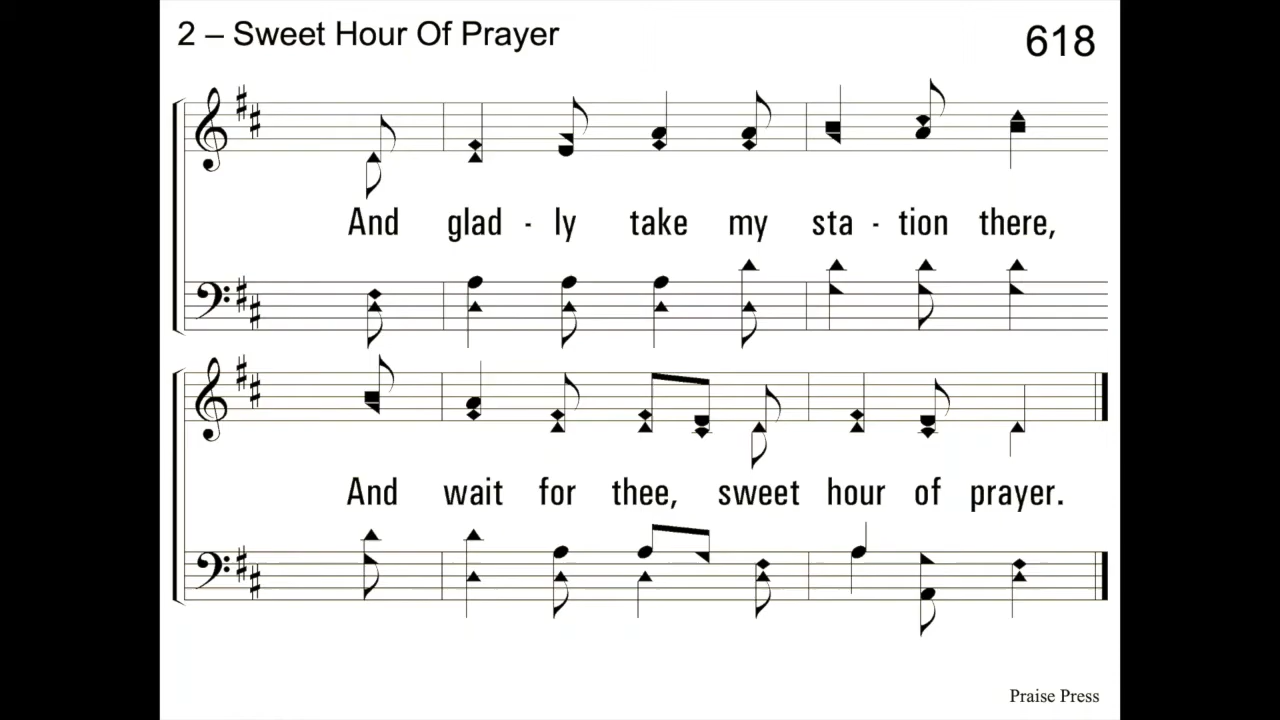 2 – Sweet Hour Of Prayer
618
And glad - ly take my sta - tion there,
And wait for thee, sweet hour of prayer.
Praise Press